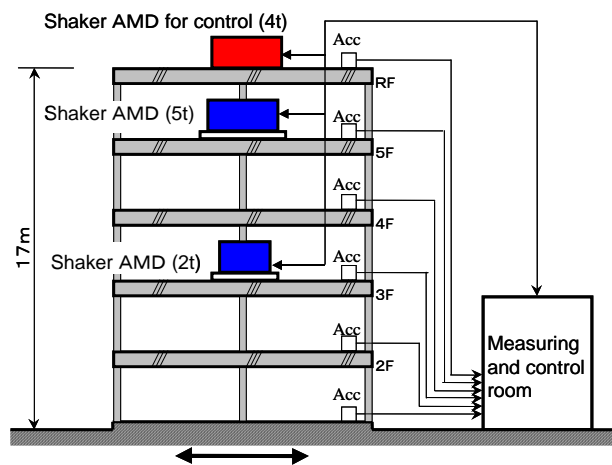 Shaker AMD for control (4t)
Acc
RF
Shaker AMD (5t)
Acc
5F
Acc
4F
17m
Shaker AMD (2t)
Acc
3F
Acc
2F
Acc
Measuring
and control
room